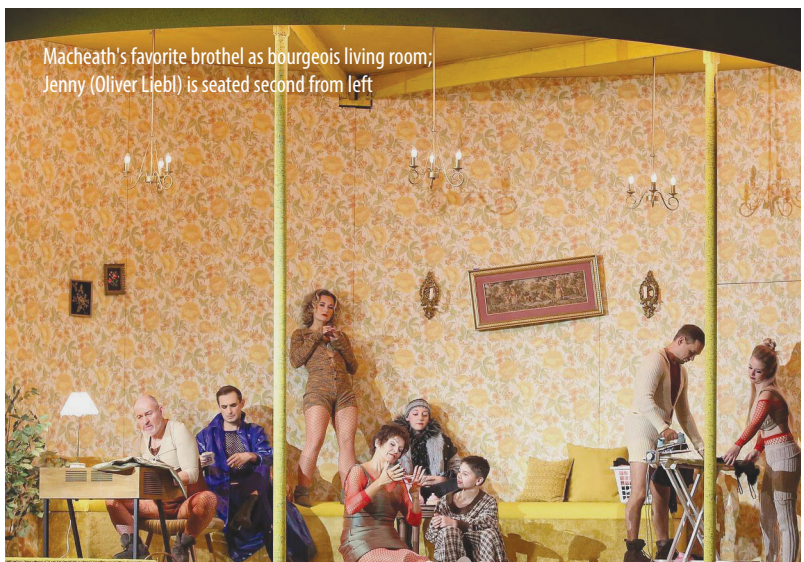 Macheath's favorite brothel as bourgeois living room;
Jenny (Oliver Liebl) is seated second from left